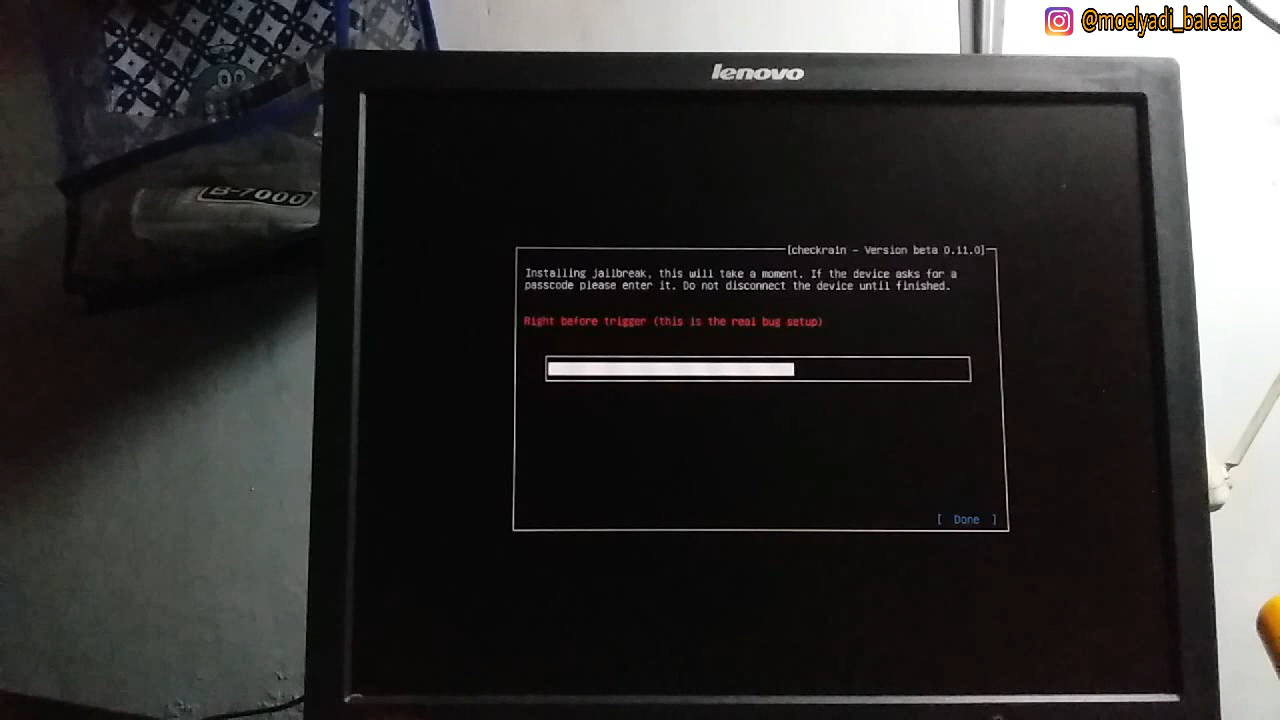 @moelyadi_baleela
lenovo
B-7000
[checkra1n - Version beta 0.11.0]
Installing jailbreak, this will take a moment. If the device asks for a
passcode please enter it. Do not disconnect the device until finished.
Right before trigger (this is the real bug setup)
[ Done ]